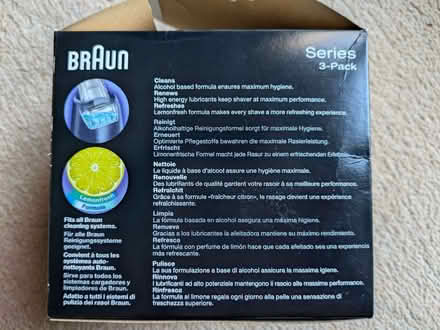 BRAUN
Series
3-Pack
Cleans
Alcohol based formula ensures maximum hygiene.
Renews
High energy lubricants keep shaver at maximum performance.
Refreshes
Lemonfresh formula makes every shave a more refreshing experience.
Reinigt
Alkoholhaltige Reinigungsformel sorgt für maximale Hygiene.
Erneuert
Optimierte Pflegestoffe bewahren die maximale Rasierleistung.
Erfrischt
Limonenfrische Formel macht jede Rasur zu einem erfrischenden Erlebnis.
Nettoie
Le liquide à base d'alcool assure une hygiène maximale.
Renouvelle
Des lubrifiants de qualité gardent votre rasoir à sa meilleure performance.
Rafraîchit
Grâce à sa formule «fraîcheur citron», le rasage devient une expérience
rafraîchissante.
Limpia
La fórmula basada en alcohol asegura una máxima higiene.
Renueva
Gracias a los lubricantes la afeitadora mantiene su máximo rendimiento.
Refresca
La fórmula con perfume de limón hace que cada afeitado sea una experiencia
más refrescante.
Pulisce
La sua formulazione a base di alcool assicura la massima igiene.
Rinnova
I lubrificanti ad alto potenziale mantengono il rasoio alle massime performance.
Rinfresca
La formula al limone regala ogni giorno alla pelle una sensazione di
freschezza superiore.
Lemonfresh
Formula
Fits all Braun
cleaning systems.
Für alle Braun
Reinigungssysteme
geeignet.
Convient à tous les
systèmes auto-
nettoyants Braun.
Sirve para todos los
sistemas cargadores y
limpiadores de Braun.
Adatto a tutti i sistemi di
pulizia dei rasoi Braun.